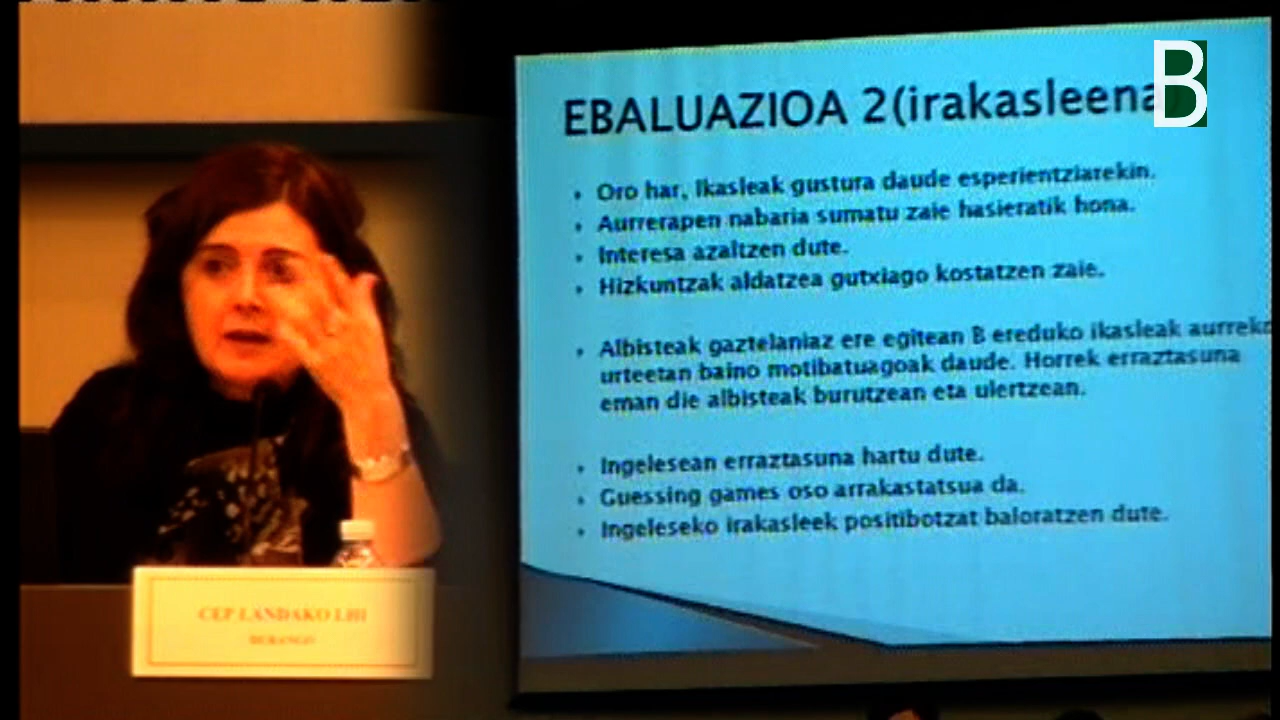 B
EBALUAZIOA 2(irakasleena
• Oro har, Ikasleak gustura daude esperientziarekin.
• Aurrerapen nabaria sumatu zaie hasieratik hona.
• Interesa azaltzen dute.
• Hizkuntzak aldatzea gutxiago kostatzen zaie.
• Albisteak gaztelaniaz ere egitean B ereduko ikasleak aurreko
urteetan baino motibatuagoak daude. Horrek erraztasuna
eman die albisteak burutzean eta ulertzean.
• Ingelesean erraztasuna hartu dute.
• Guessing games oso arrakastatsua da.
• Ingeleseko irakasleek positibotzat baloratzen dute.
CEP LANDAKO LHI
DURANGO